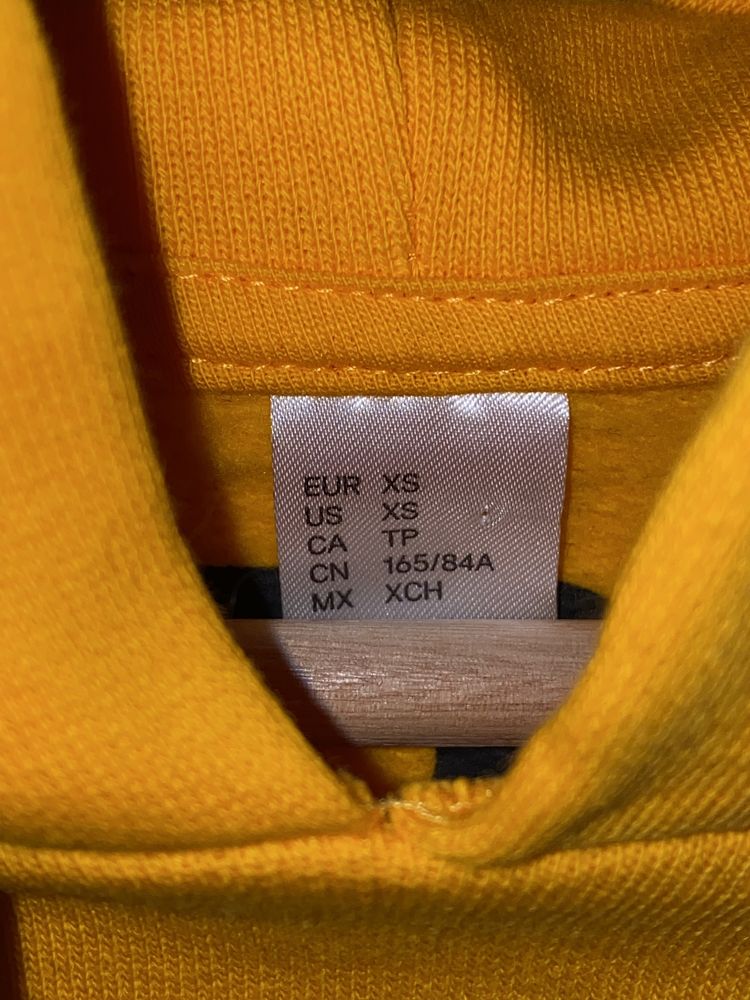 EUR XS
US XS
CA TP
CN 165/84A
MX XCH